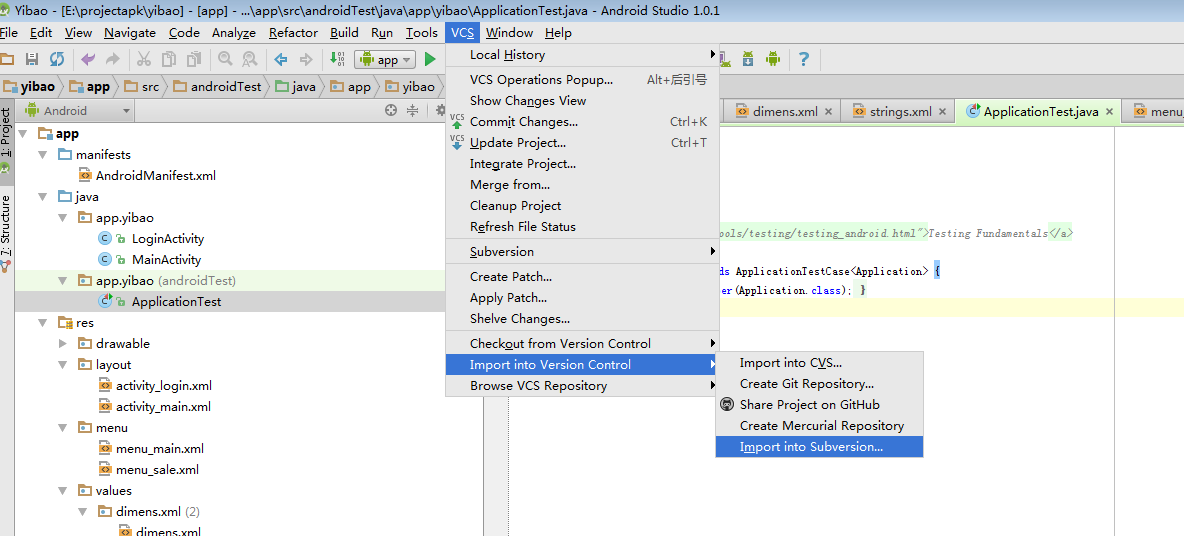 Yibao - [E:\projectapk\yibao] - [app] - ...\app\src\androidTest\java\app\yibao\ApplicationTest.java - Android Studio 1.0.1
File Edit View Navigate Code Analyze Refactor Build Run Tools VCS Window Help
app
yibao app src androidTest java app yibao
1: Project
7: Structure
Android
app
manifests
AndroidManifest.xml
java
app.yibao
LoginActivity
MainActivity
app.yibao (androidTest)
ApplicationTest
res
drawable
layout
activity_login.xml
activity_main.xml
menu
menu_main.xml
menu_sale.xml
values
dimens.xml (2)
dimens.xml
Local History
VCS Operations Popup... Alt+后引号
Show Changes View
VCS Commit Changes... Ctrl+K
VCS Update Project... Ctrl+T
Integrate Project...
Merge from...
Cleanup Project
Refresh File Status
Subversion
Create Patch...
Apply Patch...
Shelve Changes...
Checkout from Version Control
Import into Version Control
Browse VCS Repository
Import into CVS...
Create Git Repository...
Share Project on GitHub
Create Mercurial Repository
Import into Subversion...
dimens.xml strings.xml ApplicationTest.java menu_
ools/testing/testing_android.html">Testing Fundamentals</a>
ds ApplicationTestCase<Application> {
er(Application.class); }